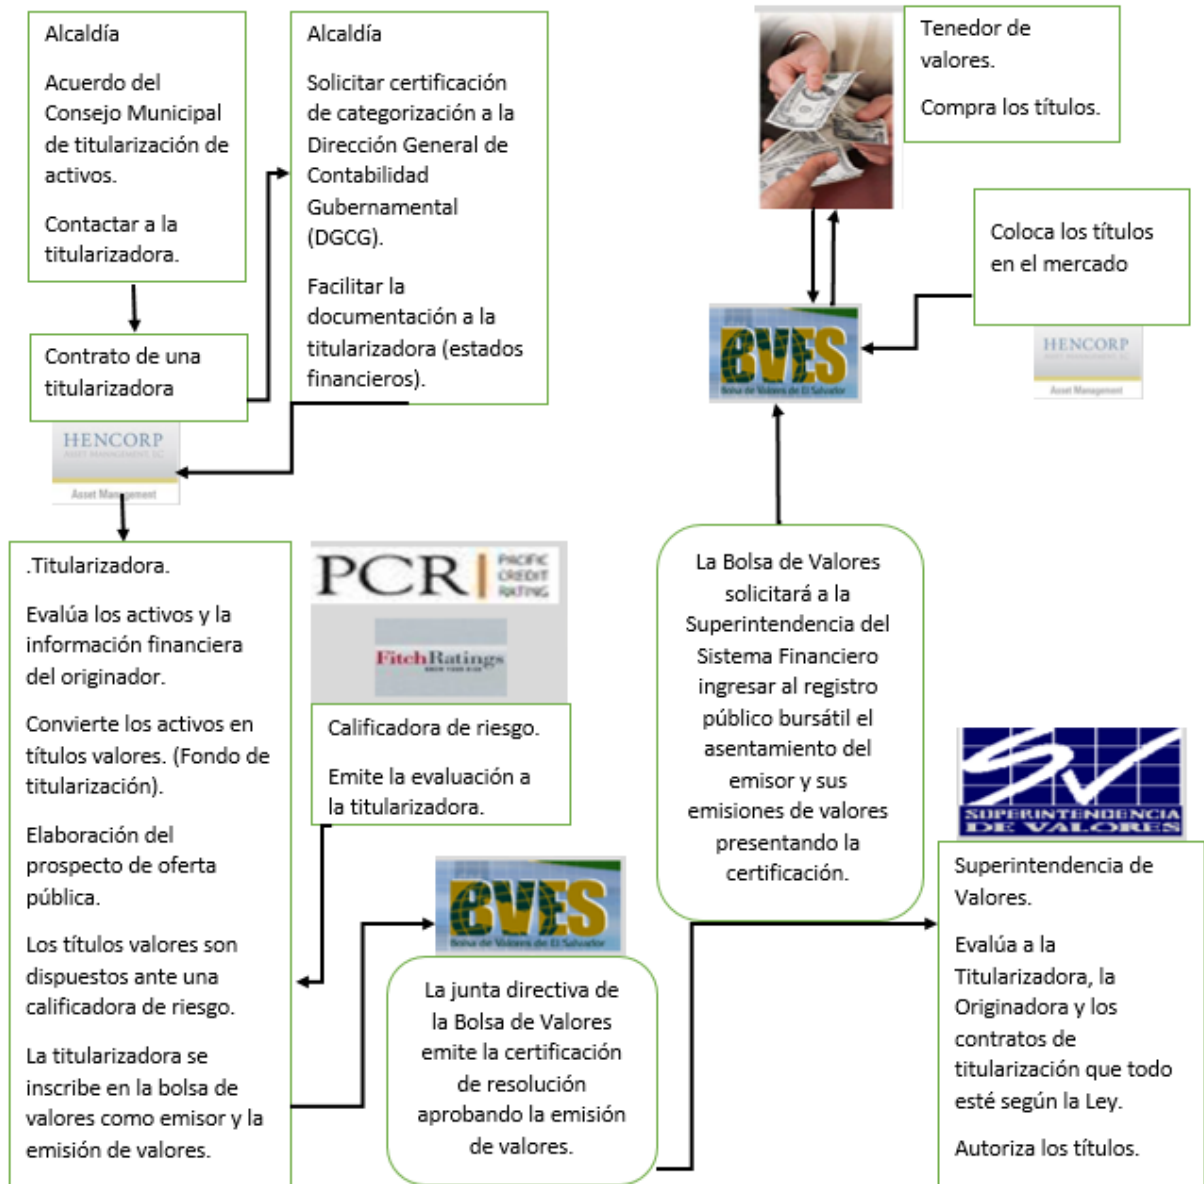 Alcaldía
Acuerdo del
Consejo Municipal
de titularización de
activos.
Contactar a la
titularizadora.
Alcaldía
Solicitar certificación
de categorización a la
Dirección General de
Contabilidad
Gubernamental
(DGCG).
Facilitar la
documentación a la
titularizadora (estados
financieros).
Tenedor de
valores.
Compra los títulos.
Coloca los títulos
en el mercado
HENCORP
Asset Management
BVES
Bolsa de Valores de El Salvador
Contrato de una
titularizadora
HENCORP
ASSET MANAGEMENT, LC
Asset Management
.Titularizadora.
Evalúa los activos y la
información financiera
del originador.
Convierte los activos en
títulos valores. (Fondo de
titularización).
Elaboración del
prospecto de oferta
pública.
Los títulos valores son
dispuestos ante una
calificadora de riesgo.
La titularizadora se
inscribe en la bolsa de
valores como emisor y la
emisión de valores.
PCR
PACIFIC
CREDIT
RATING
FitchRatings
KNOW YOUR RISK
Calificadora de riesgo.
Emite la evaluación a
la titularizadora.
BVES
Bolsa de Valores de El Salvador
La junta directiva de
la Bolsa de Valores
emite la certificación
de resolución
aprobando la emisión
de valores.
La Bolsa de Valores
solicitará a la
Superintendencia del
Sistema Financiero
ingresar al registro
público bursátil el
asentamiento del
emisor y sus
emisiones de valores
presentando la
certificación.
SV
SUPERINTENDENCIA
DE VALORES
Superintendencia de
Valores.
Evalúa a la
Titularizadora, la
Originadora y los
contratos de
titularización que todo
esté según la Ley.
Autoriza los títulos.